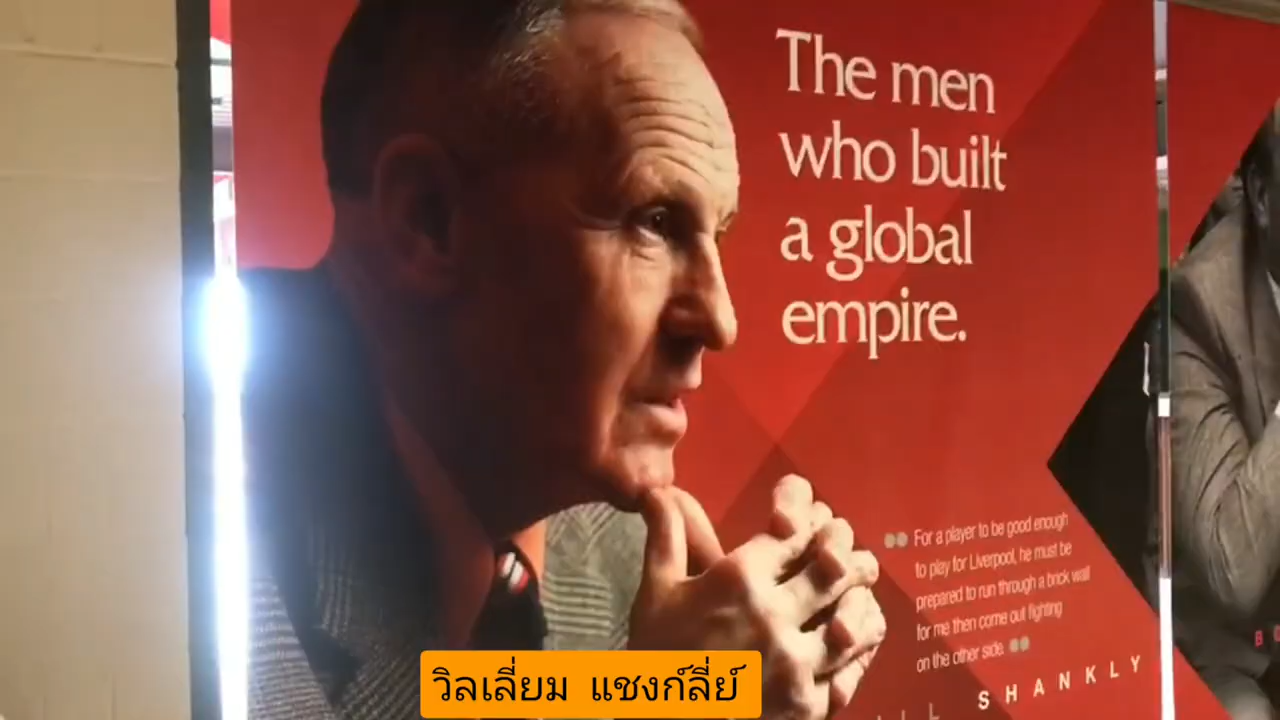 The men
who built
a global
empire.
For a player to be good enough
to play for Liverpool, he must be
prepared to run through a brick wall
for me then come out fighting
on the other side.
SHANKLY
วิลเลี่ยม แชงก์ลี่ย์